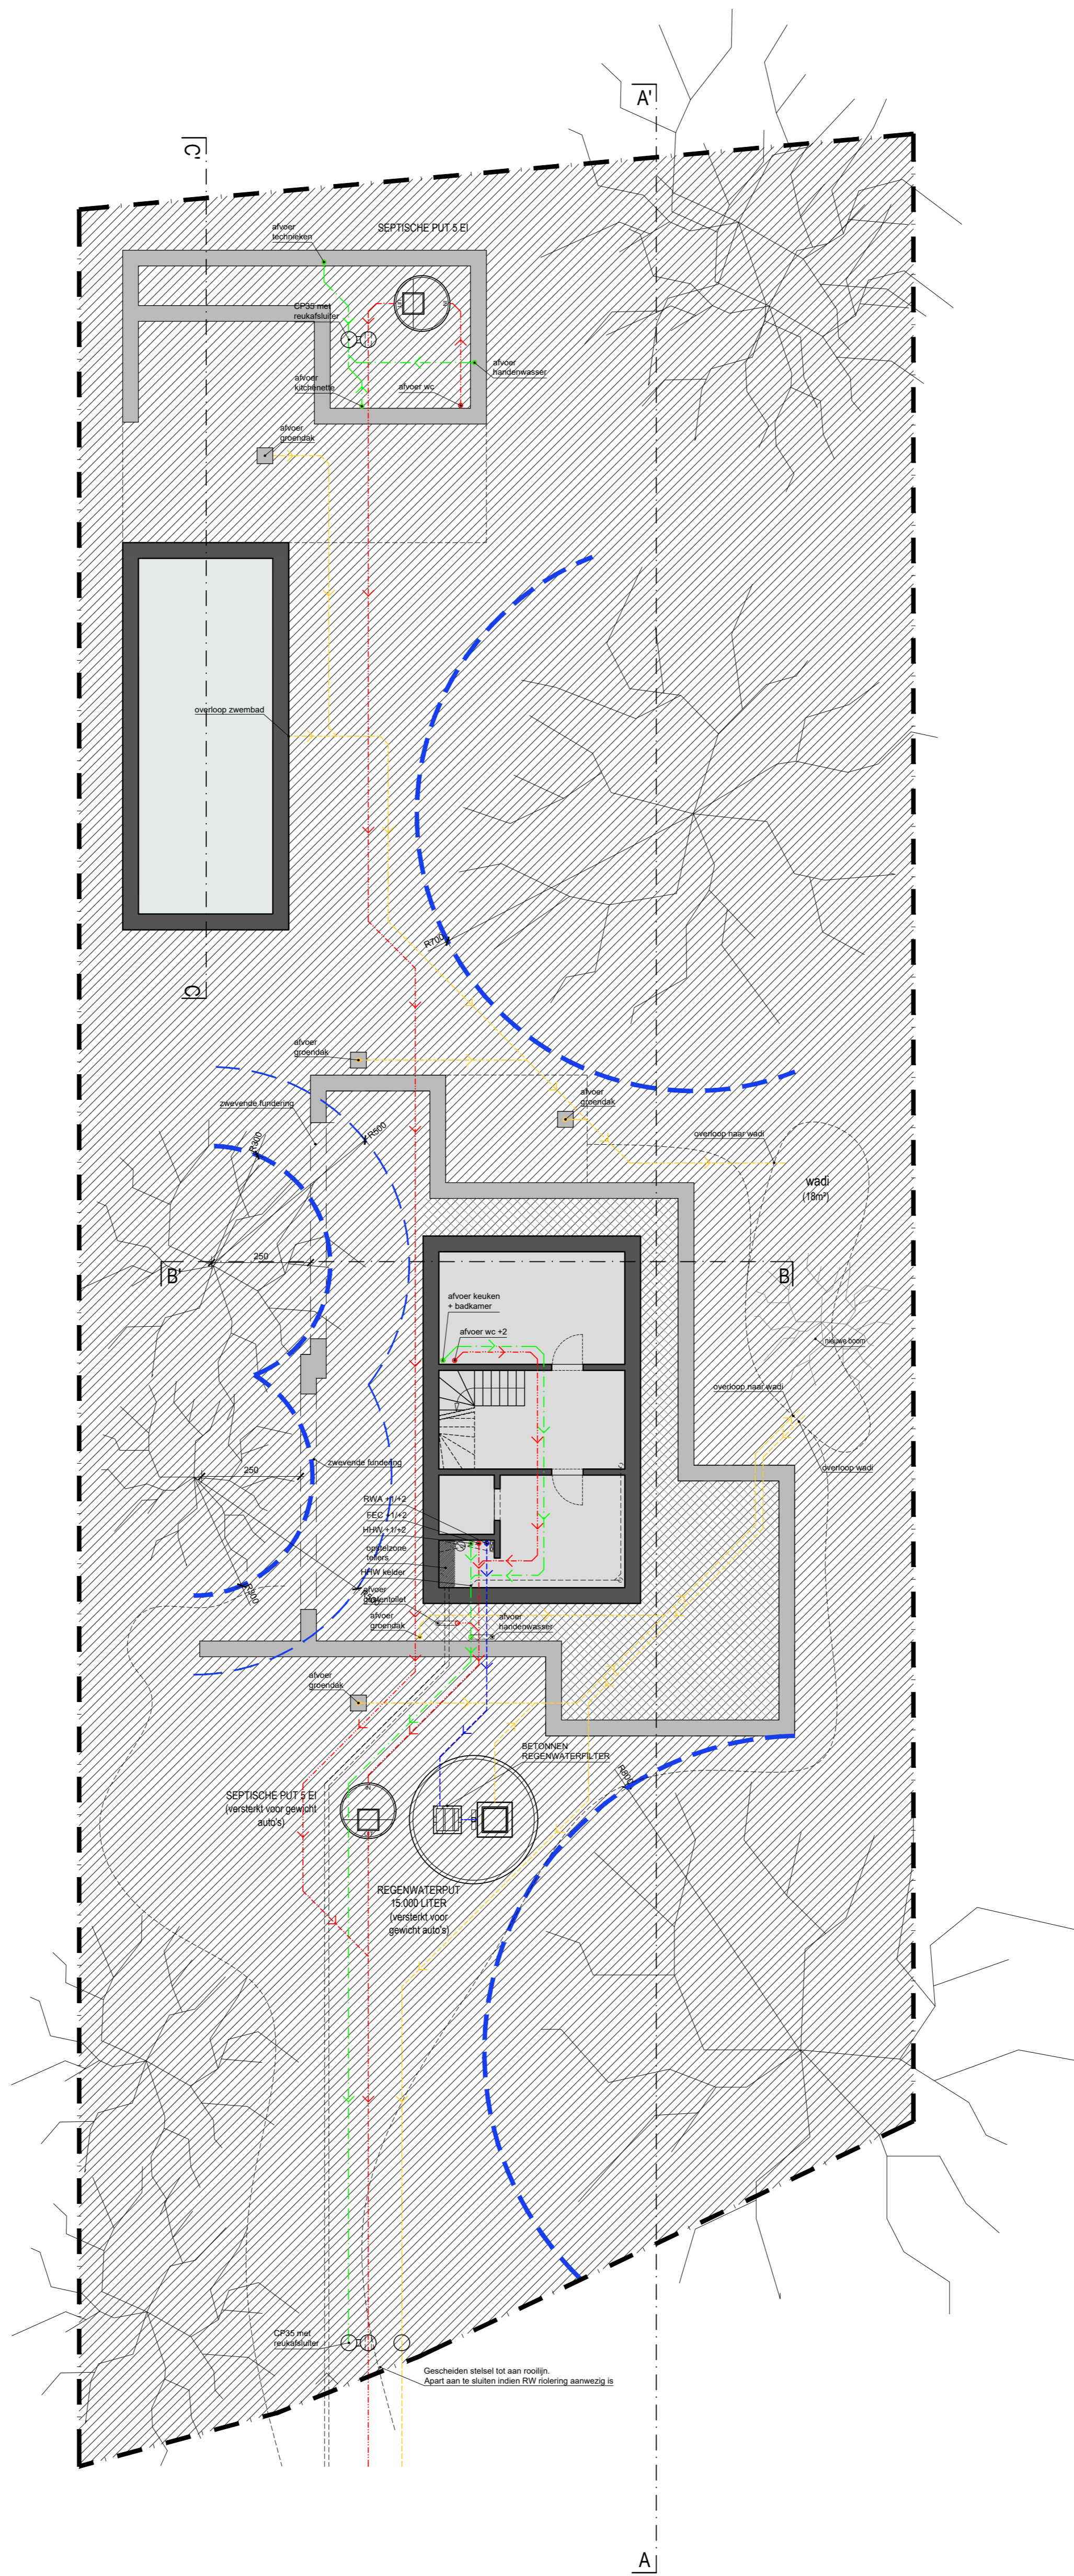 A'
C'
SEPTISCHE PUT 5 EI
afvoer
technieken
CP35 met
reukafsluiter
afvoer
handenwasser
afvoer
kitchenette
afvoer wc
afvoer
groendak
overloop zwembad
R700
C
afvoer
groendak
afvoer
groendak
zwevende fundering
R300
R500
overloop naar wadi
wadi
(18m²)
250
B'
B
afvoer keuken
+ badkamer
afvoer wc +2
nieuwe boom
overloop naar wadi
overloop wadi
zwevende fundering
250
RWA +1/+2
FEC +1/+2
HHW +1/+2
opstelzone
tellers
HHW kelder
R300
afvoer
afvoer
groendak
afvoer
handenwasser
afvoer
groendak
BETONNEN
REGENWATERFILTER
R800
SEPTISCHE PUT 5 EI
(versterkt voor gewicht
auto's)
REGENWATERPUT
15.000 LITER
(versterkt voor
gewicht auto's)
CP35 met
reukafsluiter
Gescheiden stelsel tot aan rooilijn.
Apart aan te sluiten indien RW riolering aanwezig is
A